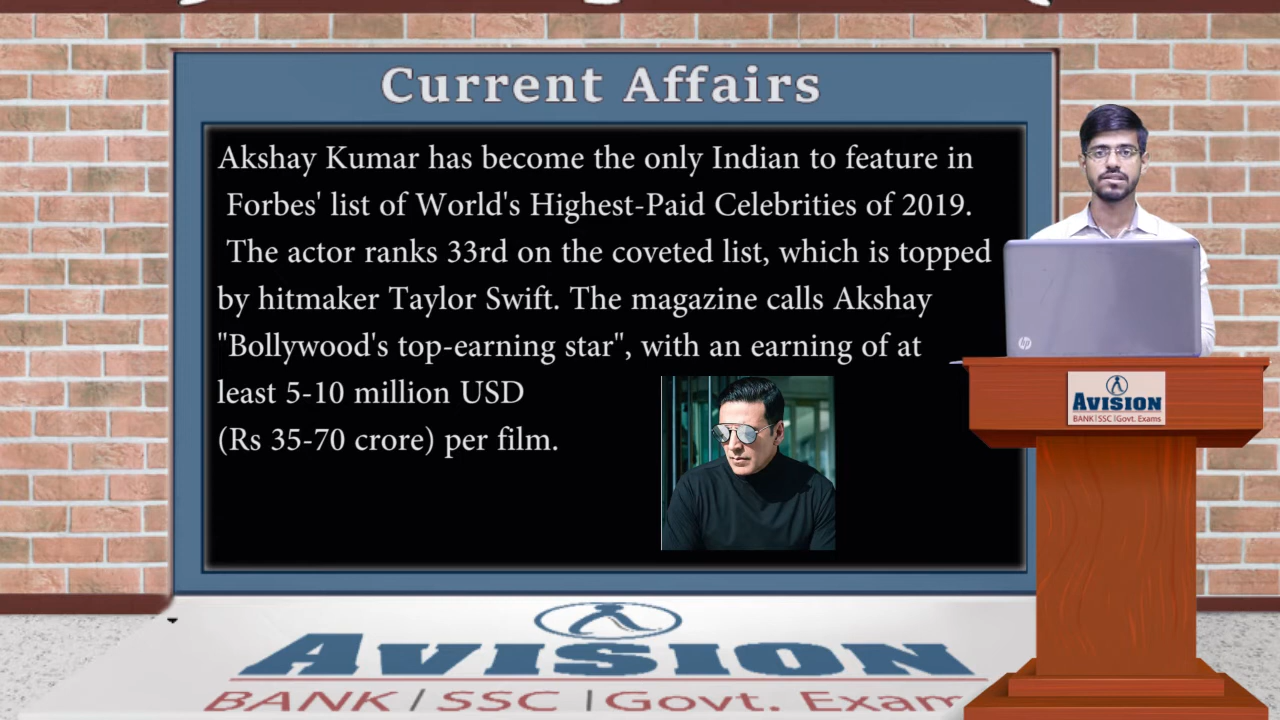 Current Affairs
Akshay Kumar has become the only Indian to feature in
Forbes' list of World's Highest-Paid Celebrities of 2019.
The actor ranks 33rd on the coveted list, which is topped
by hitmaker Taylor Swift. The magazine calls Akshay
"Bollywood's top-earning star", with an earning of at
least 5-10 million USD
(Rs 35-70 crore) per film.
hp
AVISION
BANK|SSC|Govt. Exams
AVISION
BANK|SSC|Govt. Exam